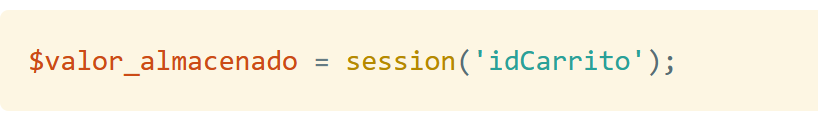 $valor_almacenado = session('idCarrito');